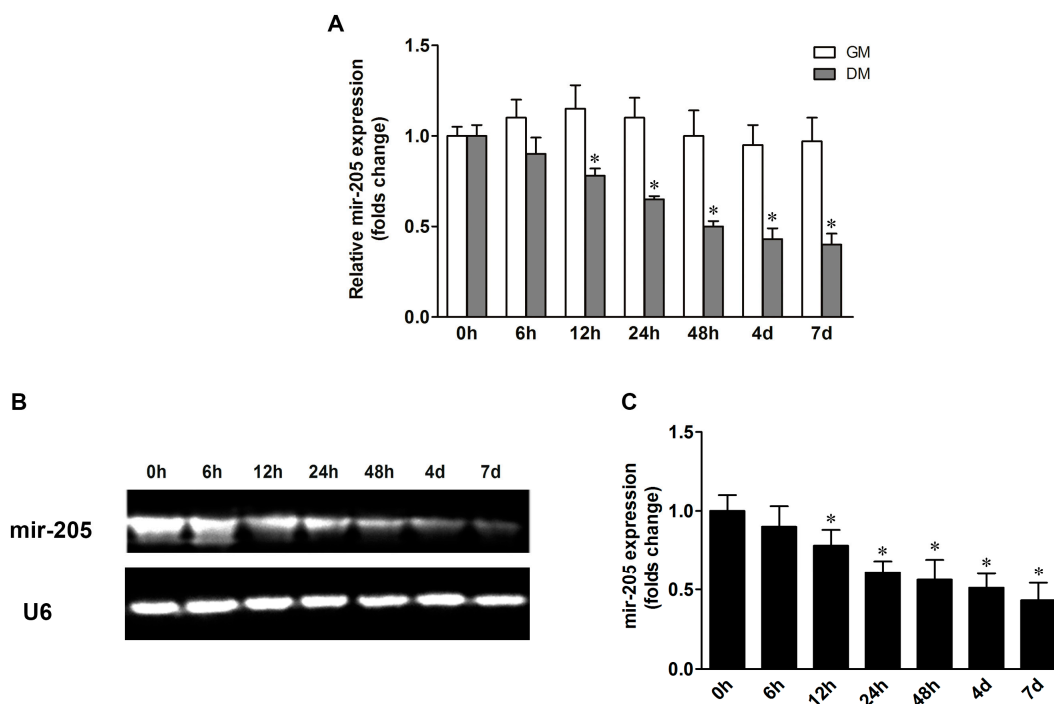 A
Relative mir-205 expression
(folds change)
1.5
1.0
0.5
0.0
GM
DM
*
*
*
*
*
0h 6h 12h 24h 48h 4d 7d
B
0h 6h 12h 24h 48h 4d 7d
mir-205
U6
C
mir-205 expression
(folds change)
1.5
1.0
0.5
0.0
*
*
*
*
*
0h 6h 12h 24h 48h 4d 7d